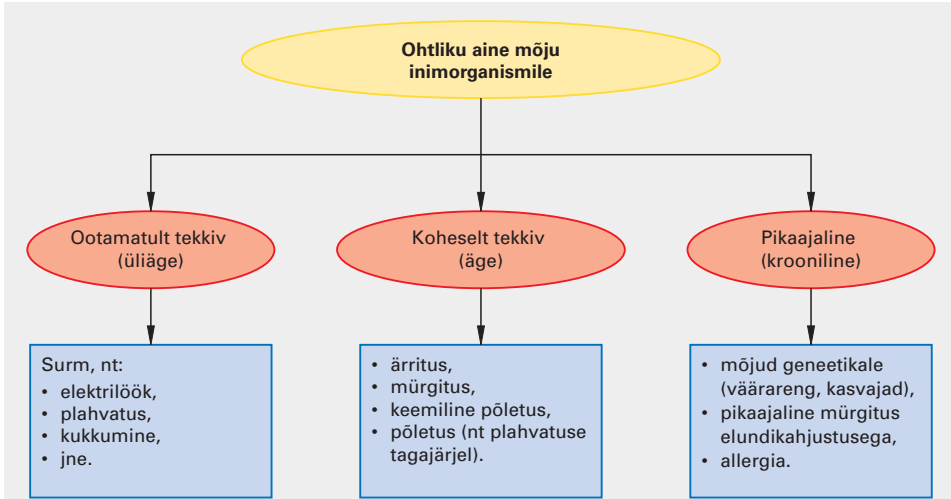 Ohtliku aine mõju
inimorganismile
Ootamatult tekkiv
(üliäge)
Koheselt tekkiv
(äge)
Pikaajaline
(krooniline)
Surm, nt:
• elektrilöök,
• plahvatus,
• kukkumine,
• jne.
• ärritus,
• mürgitus,
• keemiline põletus,
• põletus (nt plahvatuse
tagajärjel).
• mõjud geneetikale
(väärareng, kasvajad),
• pikaajaline mürgitus
elundikahjustusega,
• allergia.